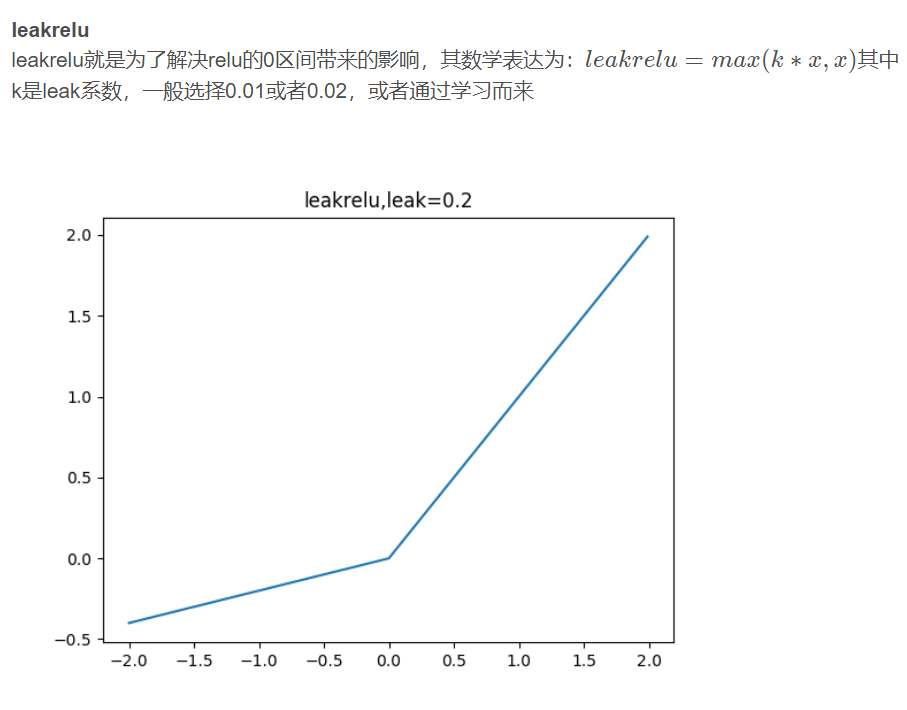 leakrelu
leakrelu就是为了解决relu的0区间带来的影响，其数学表达为：leakrelu = max(k ∗ x, x)其中
k是leak系数，一般选择0.01或者0.02，或者通过学习而来
leakrelu,leak=0.2
2.0
1.5
1.0
0.5
0.0
−0.5
−2.0 −1.5 −1.0 −0.5 0.0 0.5 1.0 1.5 2.0